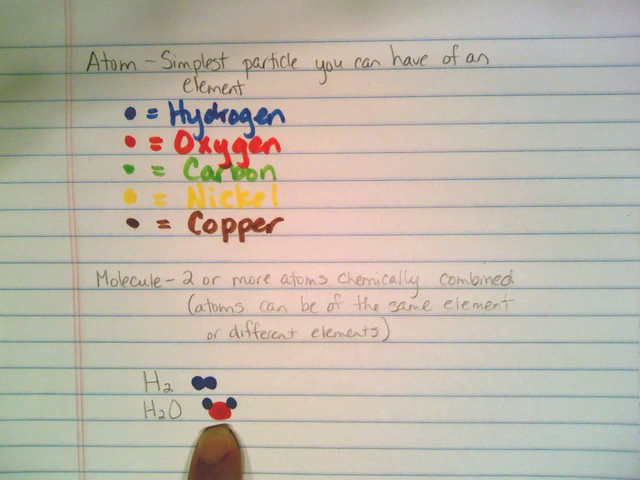 Atom - Simplest particle you can have of an
element
= Hydrogen
= Oxygen
= Carbon
= Nickel
= Copper
Molecule - 2 or more atoms chemically combined
(atoms can be of the same element
or different elements)
H2
H2O